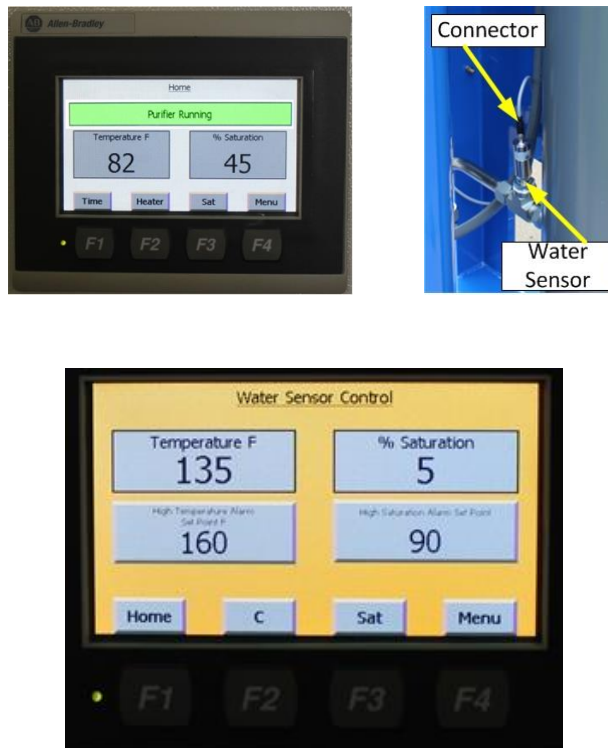 AB Allen-Bradley
Home
Purifier Running
Temperature F
% Saturation
82
45
Time
Heater
Sat
Menu
F1
F2
F3
F4
Connector
Water
Sensor
Water Sensor Control
Temperature F
% Saturation
135
5
High Temperature Alarm
Set Point F
High Saturation Alarm Set Point
160
90
Home
C
Sat
Menu
F1
F2
F3
F4